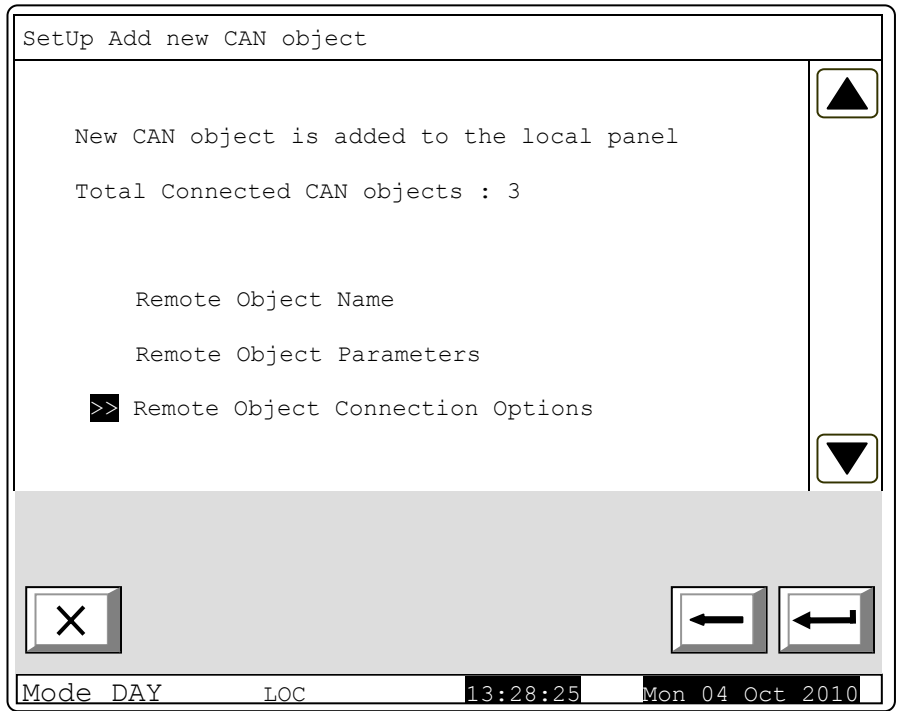 SetUp Add new CAN object
New CAN object is added to the local panel
Total Connected CAN objects : 3
Remote Object Name
Remote Object Parameters
>> Remote Object Connection Options
Mode DAY LOC 13:28:25 Mon 04 Oct 2010